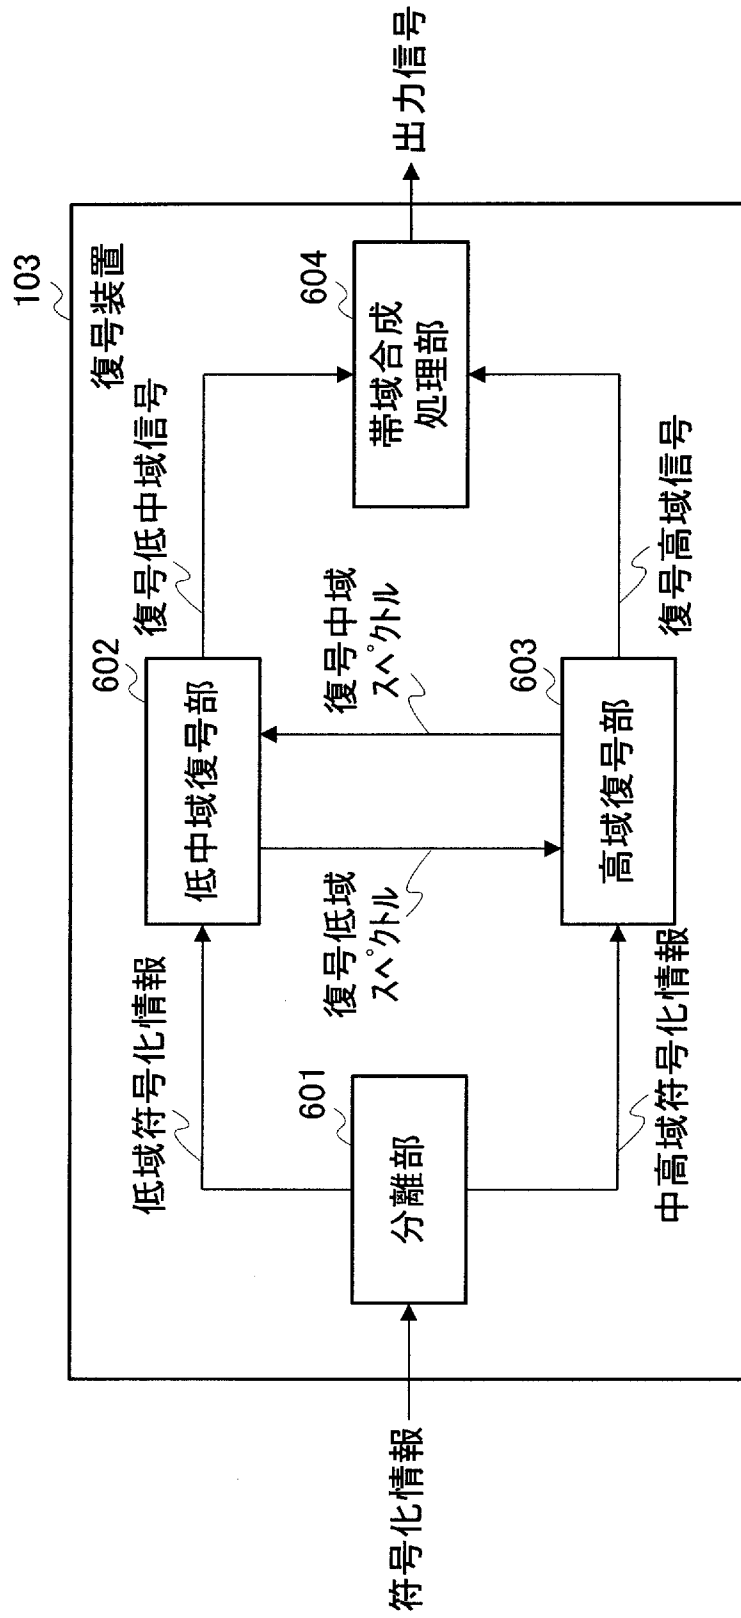 103
復号装置
符号化情報
601
分離部
低域符号化情報
中高域符号化情報
602
低中域復号部
復号低域
スペクトル
復号中域
スペクトル
603
高域復号部
復号低中域信号
復号高域信号
604
帯域合成
処理部
出力信号